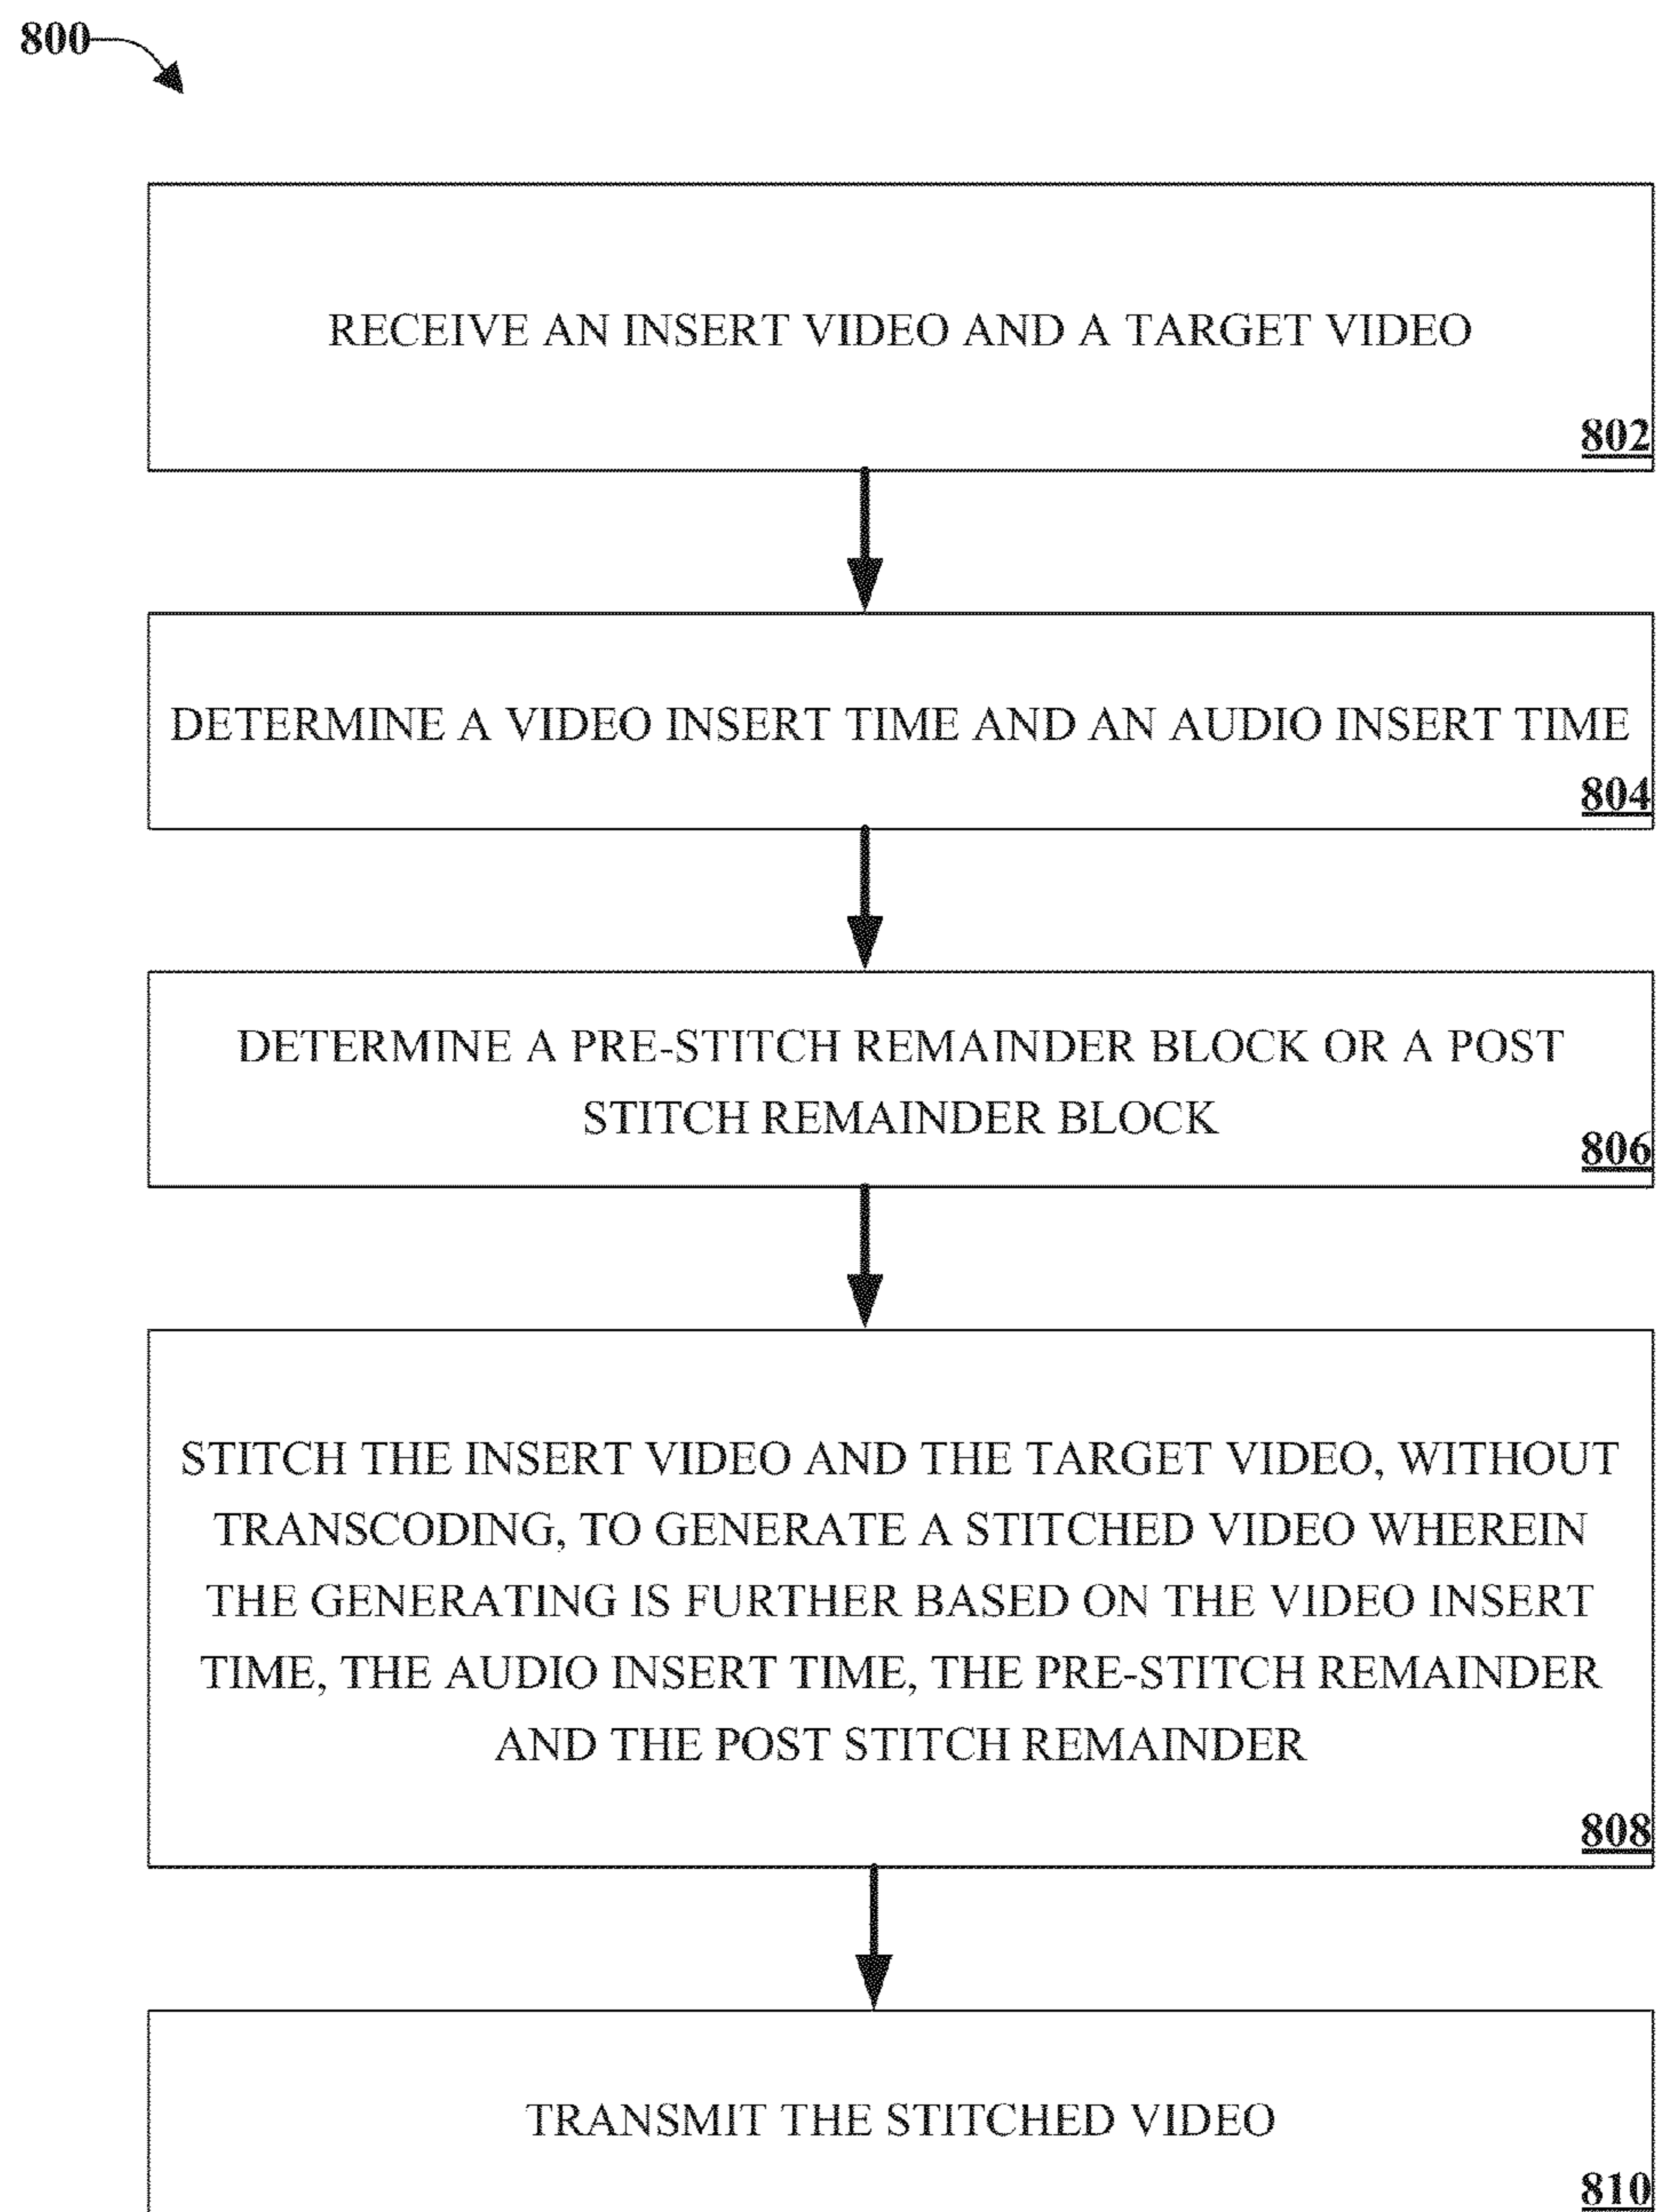 800
RECEIVE AN INSERT VIDEO AND A TARGET VIDEO
802
DETERMINE A VIDEO INSERT TIME AND AN AUDIO INSERT TIME
804
DETERMINE A PRE-STITCH REMAINDER BLOCK OR A POST
STITCH REMAINDER BLOCK
806
STITCH THE INSERT VIDEO AND THE TARGET VIDEO, WITHOUT
TRANSCODING, TO GENERATE A STITCHED VIDEO WHEREIN
THE GENERATING IS FURTHER BASED ON THE VIDEO INSERT
TIME, THE AUDIO INSERT TIME, THE PRE-STITCH REMAINDER
AND THE POST STITCH REMAINDER
808
TRANSMIT THE STITCHED VIDEO
810